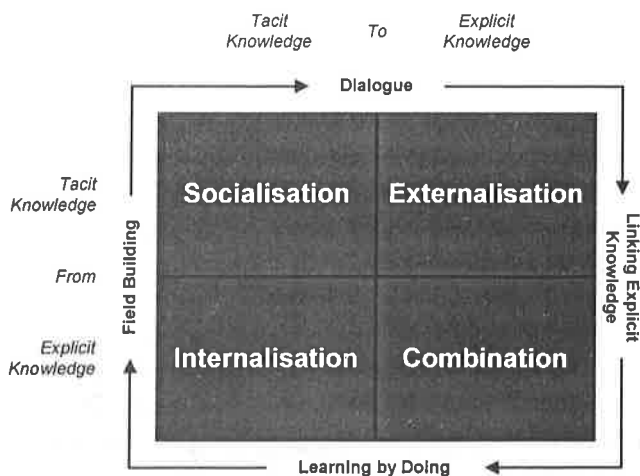 Tacit Knowledge To Explicit Knowledge
Dialogue
Tacit
Knowledge
Socialisation Externalisation
Field Building
Linking Explicit
Knowledge
From
Explicit
Knowledge
Internalisation Combination
Learning by Doing